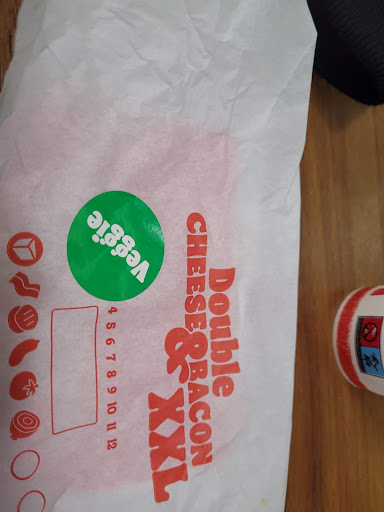 Double
CHEESE & BACON
XXL
Veggie
4 5 6 7 8 9 10 11 12